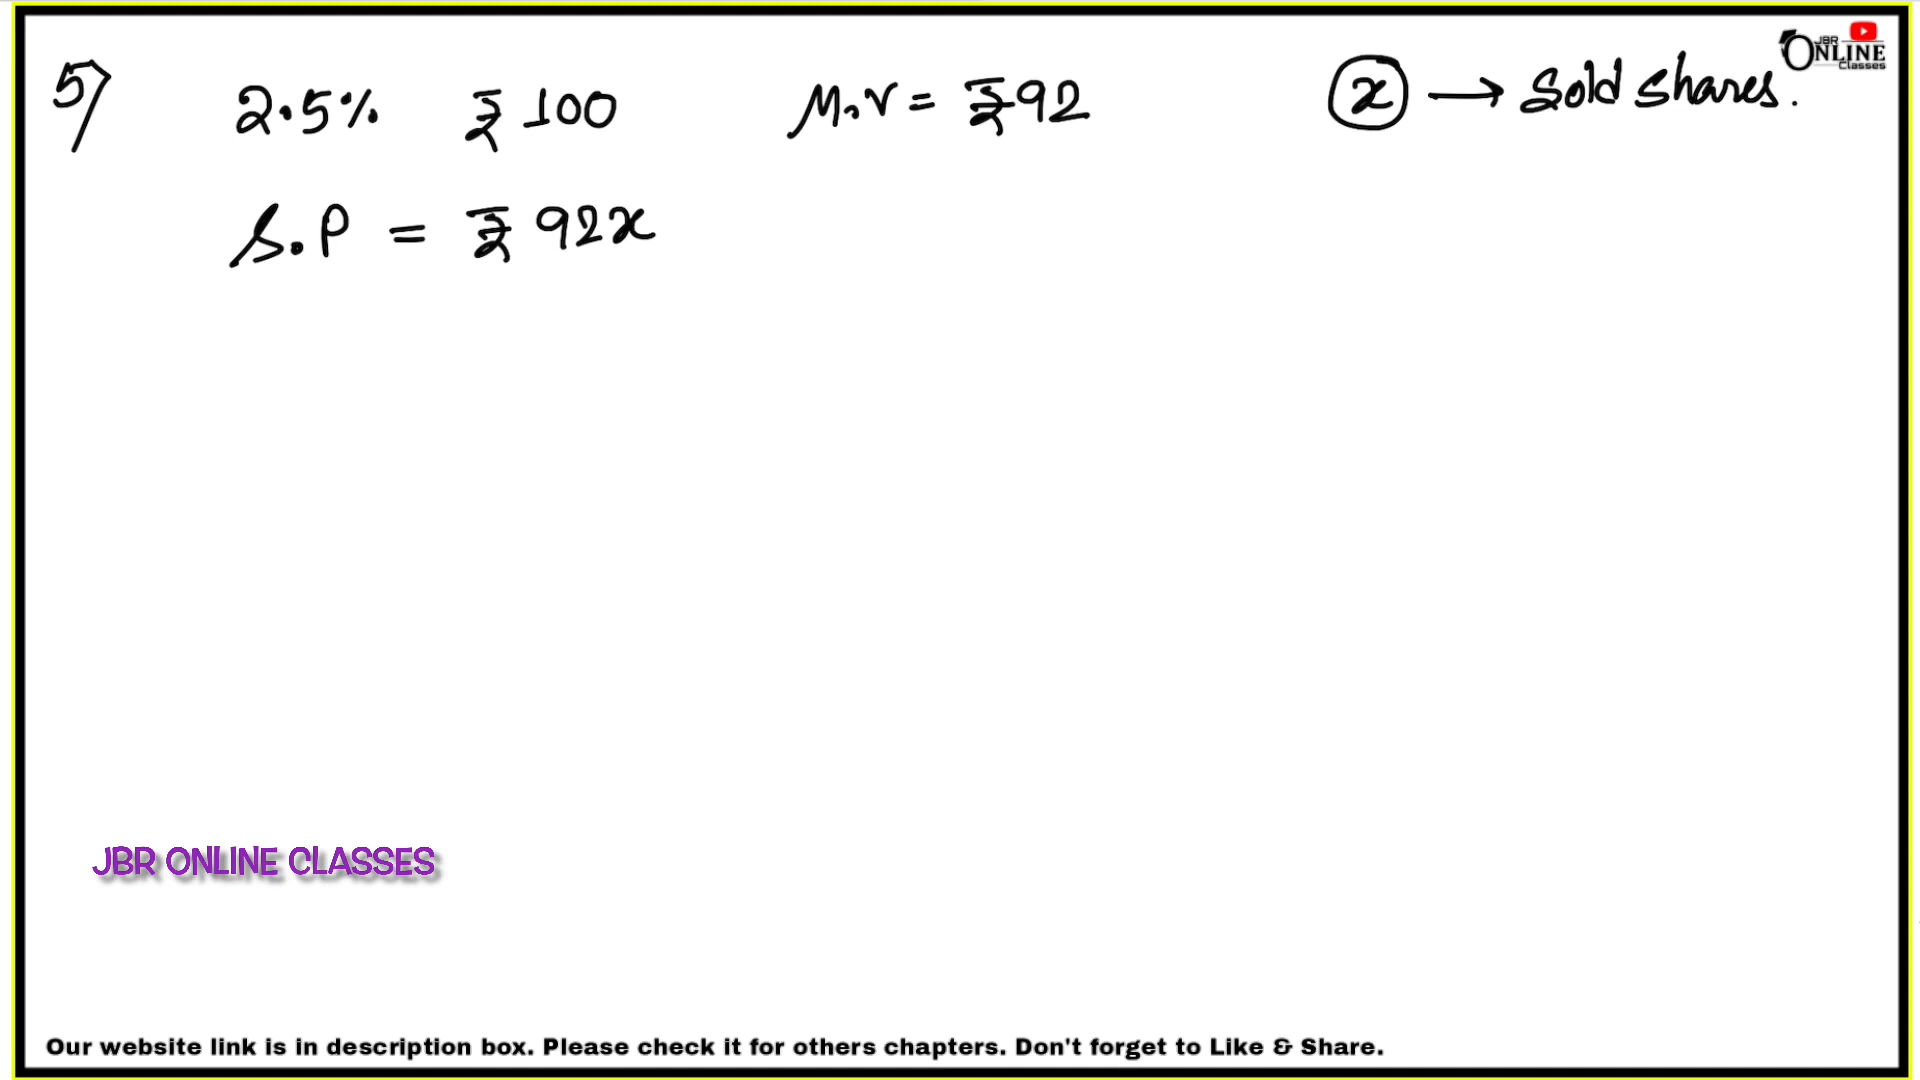 5/ 2.5% ₹ 100 M.V = ₹ 92 x → Sold shares.
JBR ONLINE Classes
S.P = ₹ 92x
JBR ONLINE CLASSES
Our website link is in description box. Please check it for others chapters. Don't forget to Like & Share.